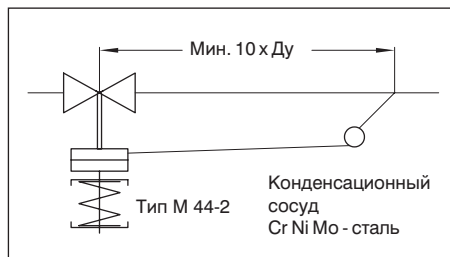 Мин. 10 x Ду
Тип М 44-2
Конденсационный
сосуд
Cr Ni Mo - сталь